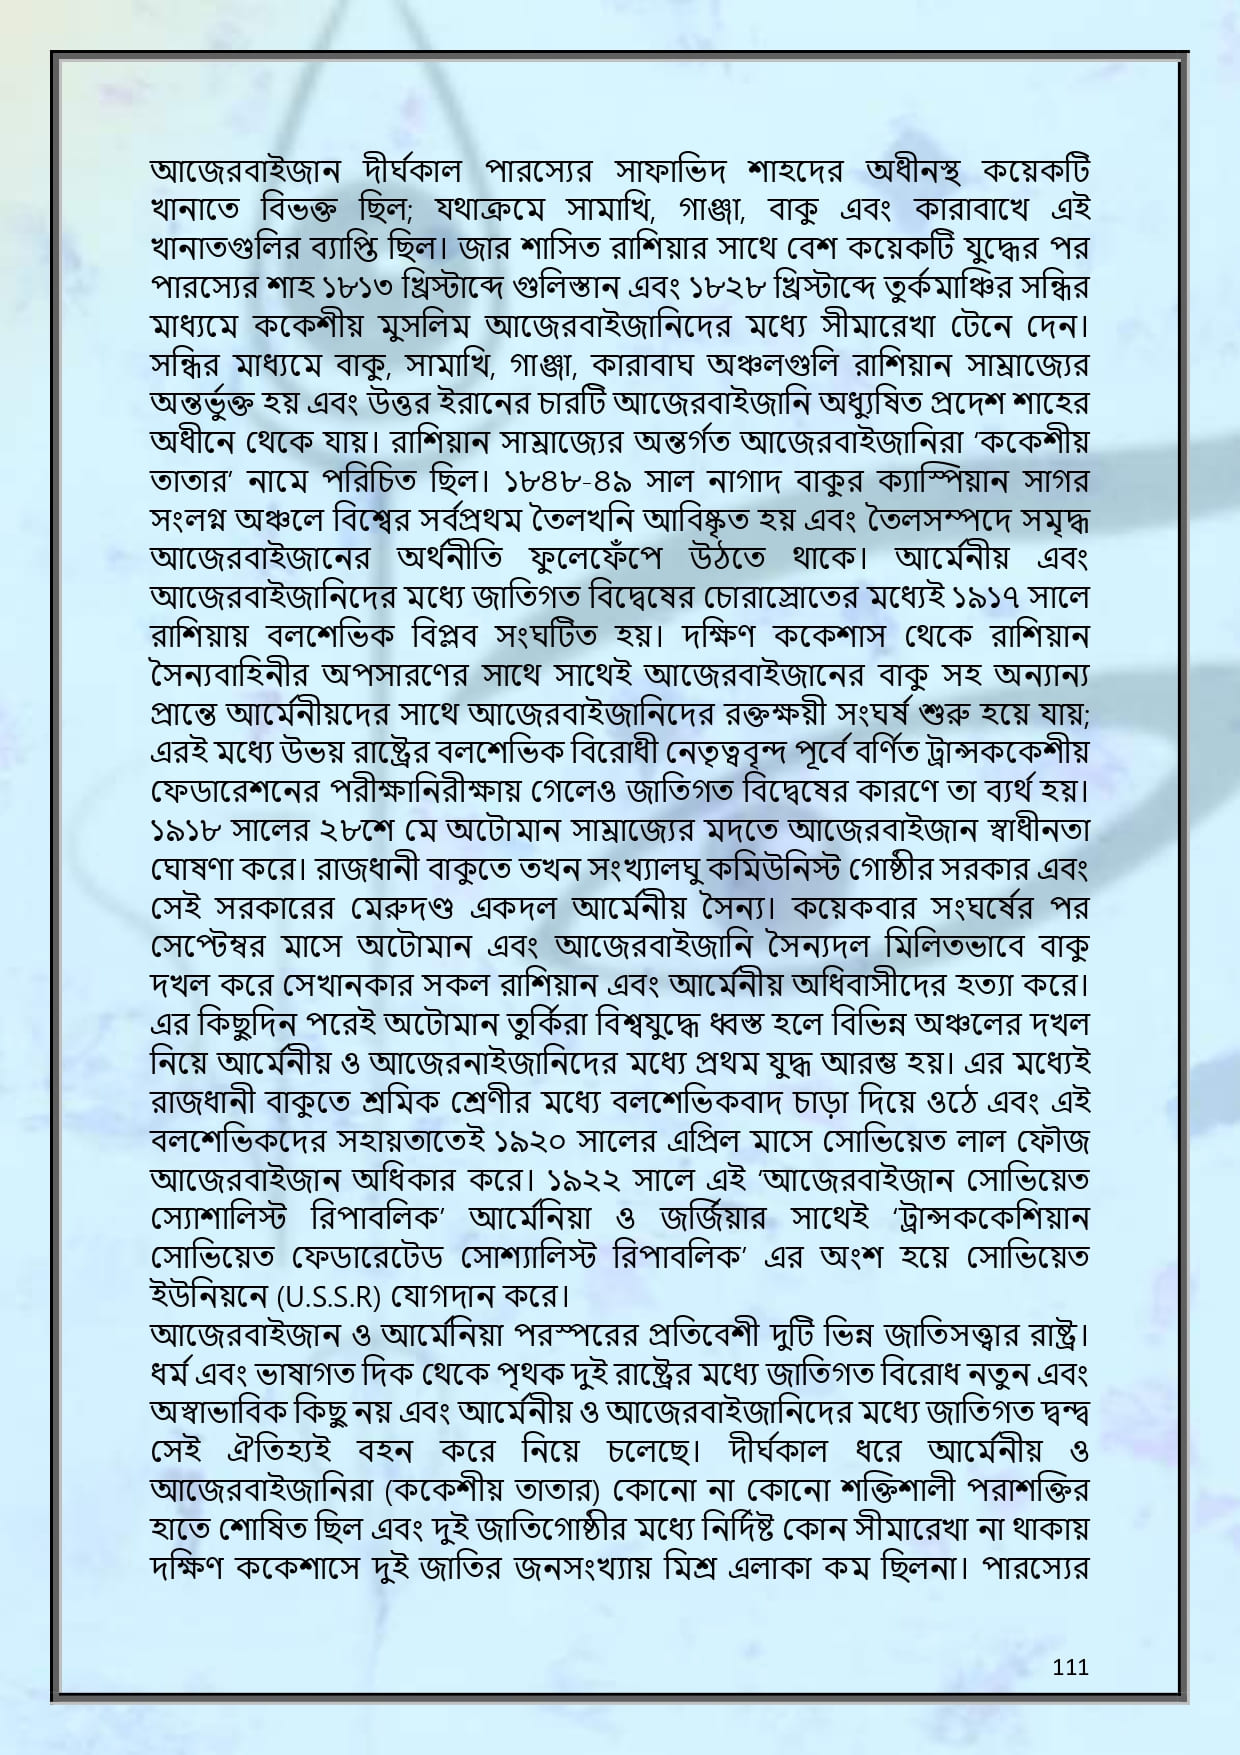 আজেরবাইজান দীর্ঘকাল পারস্যের সাফাভিদ শাহদের অধীনস্থ কয়েকটি
খানাতে বিভক্ত ছিল; যথাক্রমে সামাখি, গাঞ্জা, বাকু এবং কারাবাখে এই
খানাতগুলির ব্যাপ্তি ছিল। জার শাসিত রাশিয়ার সাথে বেশ কয়েকটি যুদ্ধের পর
পারস্যের শাহ ১৮১৩ খ্রিস্টাব্দে গুলিস্তান এবং ১৮২৮ খ্রিস্টাব্দে তুর্কমাঞ্চির সন্ধির
মাধ্যমে ককেশীয় মুসলিম আজেরবাইজানিদের মধ্যে সীমারেখা টেনে দেন।
সন্ধির মাধ্যমে বাকু, সামাখি, গাঞ্জা, কারাবাঘ অঞ্চলগুলি রাশিয়ান সাম্রাজ্যের
অন্তর্ভুক্ত হয় এবং উত্তর ইরানের চারটি আজেরবাইজানি অধ্যুষিত প্রদেশ শাহের
অধীনে থেকে যায়। রাশিয়ান সাম্রাজ্যের অন্তর্গত আজেরবাইজানিরা ‘ককেশীয়
তাতার’ নামে পরিচিত ছিল। ১৮৪৮-৪৯ সাল নাগাদ বাকুর ক্যাস্পিয়ান সাগর
সংলগ্ন অঞ্চলে বিশ্বের সর্বপ্রথম তৈলখনি আবিষ্কৃত হয় এবং তৈলসম্পদে সমৃদ্ধ
আজেরবাইজানের অর্থনীতি ফুলেফেঁপে উঠতে থাকে। আর্মেনীয় এবং
আজেরবাইজানিদের মধ্যে জাতিগত বিদ্বেষের চোরাস্রোতের মধ্যেই ১৯১৭ সালে
রাশিয়ায় বলশেভিক বিপ্লব সংঘটিত হয়। দক্ষিণ ককেশাস থেকে রাশিয়ান
সৈন্যবাহিনীর অপসারণের সাথে সাথেই আজেরবাইজানের বাকু সহ অন্যান্য
প্রান্তে আর্মেনীয়দের সাথে আজেরবাইজানিদের রক্তক্ষয়ী সংঘর্ষ শুরু হয়ে যায়;
এরই মধ্যে উভয় রাষ্ট্রের বলশেভিক বিরোধী নেতৃত্ববৃন্দ পূর্বে বর্ণিত ট্রান্সককেশীয়
ফেডারেশনের পরীক্ষানিরীক্ষায় গেলেও জাতিগত বিদ্বেষের কারণে তা ব্যর্থ হয়।
১৯১৮ সালের ২৮শে মে অটোমান সাম্রাজ্যের মদতে আজেরবাইজান স্বাধীনতা
ঘোষণা করে। রাজধানী বাকুতে তখন সংখ্যালঘু কমিউনিস্ট গোষ্ঠীর সরকার এবং
সেই সরকারের মেরুদণ্ড একদল আর্মেনীয় সৈন্য। কয়েকবার সংঘর্ষের পর
সেপ্টেম্বর মাসে অটোমান এবং আজেরবাইজানি সৈন্যদল মিলিতভাবে বাকু
দখল করে সেখানকার সকল রাশিয়ান এবং আর্মেনীয় অধিবাসীদের হত্যা করে।
এর কিছুদিন পরেই অটোমান তুর্কিরা বিশ্বযুদ্ধে ধ্বস্ত হলে বিভিন্ন অঞ্চলের দখল
নিয়ে আর্মেনীয় ও আজেরনাইজানিদের মধ্যে প্রথম যুদ্ধ আরম্ভ হয়। এর মধ্যেই
রাজধানী বাকুতে শ্রমিক শ্রেণীর মধ্যে বলশেভিকবাদ চাড়া দিয়ে ওঠে এবং এই
বলশেভিকদের সহায়তাতেই ১৯২০ সালের এপ্রিল মাসে সোভিয়েত লাল ফৌজ
আজেরবাইজান অধিকার করে। ১৯২২ সালে এই ‘আজেরবাইজান সোভিয়েত
স্যোশালিস্ট রিপাবলিক’ আর্মেনিয়া ও জর্জিয়ার সাথেই ‘ট্রান্সককেশিয়ান
সোভিয়েত ফেডারেটেড সোশ্যালিস্ট রিপাবলিক’ এর অংশ হয়ে সোভিয়েত
ইউনিয়নে (U.S.S.R) যোগদান করে।
আজেরবাইজান ও আর্মেনিয়া পরস্পরের প্রতিবেশী দুটি ভিন্ন জাতিসত্ত্বার রাষ্ট্র।
ধর্ম এবং ভাষাগত দিক থেকে পৃথক দুই রাষ্ট্রের মধ্যে জাতিগত বিরোধ নতুন এবং
অস্বাভাবিক কিছু নয় এবং আর্মেনীয় ও আজেরবাইজানিদের মধ্যে জাতিগত দ্বন্দ্ব
সেই ঐতিহ্যই বহন করে নিয়ে চলেছে। দীর্ঘকাল ধরে আর্মেনীয় ও
আজেরবাইজানিরা (ককেশীয় তাতার) কোনো না কোনো শক্তিশালী পরাশক্তির
হাতে শোষিত ছিল এবং দুই জাতিগোষ্ঠীর মধ্যে নির্দিষ্ট কোন সীমারেখা না থাকায়
দক্ষিণ ককেশাসে দুই জাতির জনসংখ্যায় মিশ্র এলাকা কম ছিলনা। পারস্যের
111